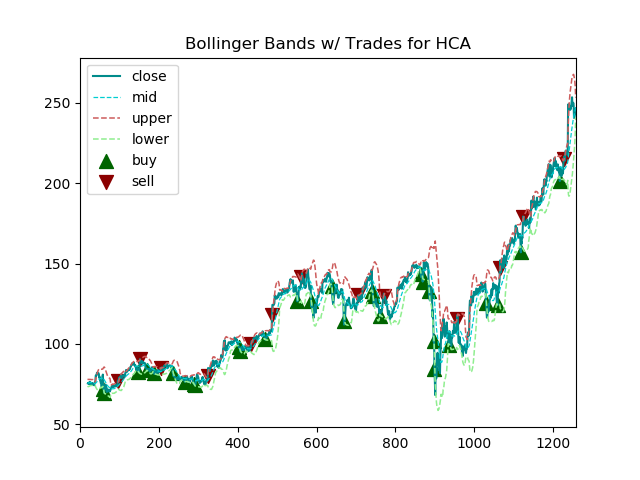 Bollinger Bands w/ Trades for HCA
close
mid
upper
lower
buy
sell
250
200
150
100
50
0 200 400 600 800 1000 1200